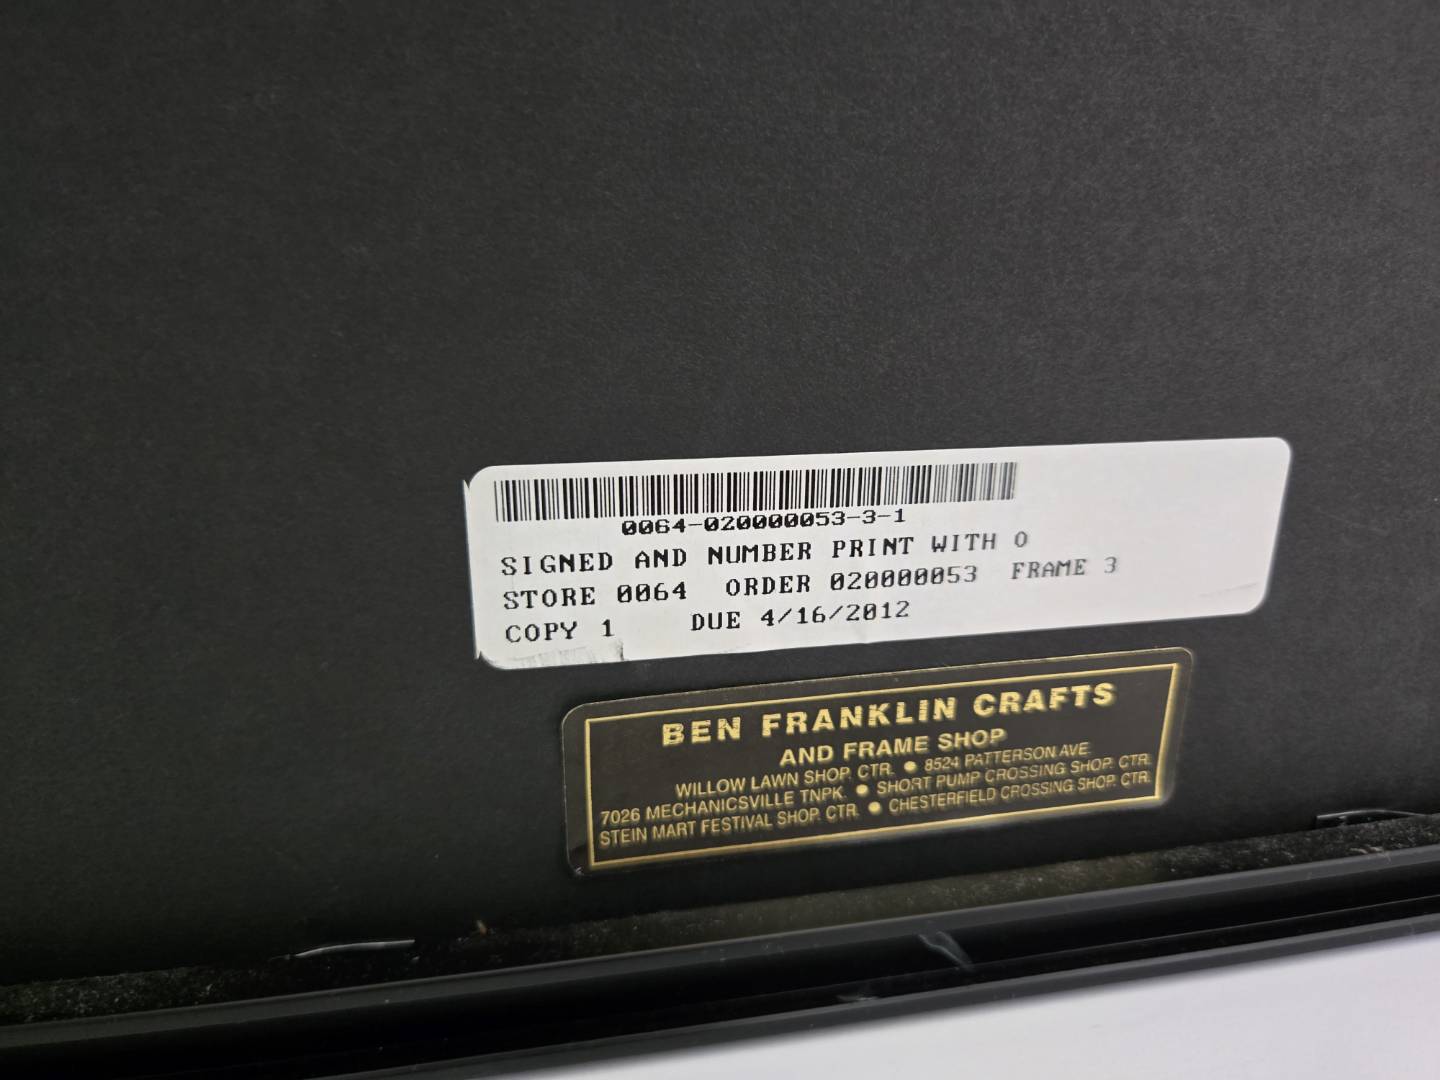 0064-020000053-3-1
SIGNED AND NUMBER PRINT WITH O
STORE 0064 ORDER 020000053 FRAME 3
COPY 1 DUE 4/16/2012
BEN FRANKLIN CRAFTS
AND FRAME SHOP
WILLOW LAWN SHOP. CTR. • 8524 PATTERSON AVE.
7026 MECHANICSVILLE TNPK. • SHORT PUMP CROSSING SHOP. CTR.
STEIN MART FESTIVAL SHOP. CTR. • CHESTERFIELD CROSSING SHOP. CTR.